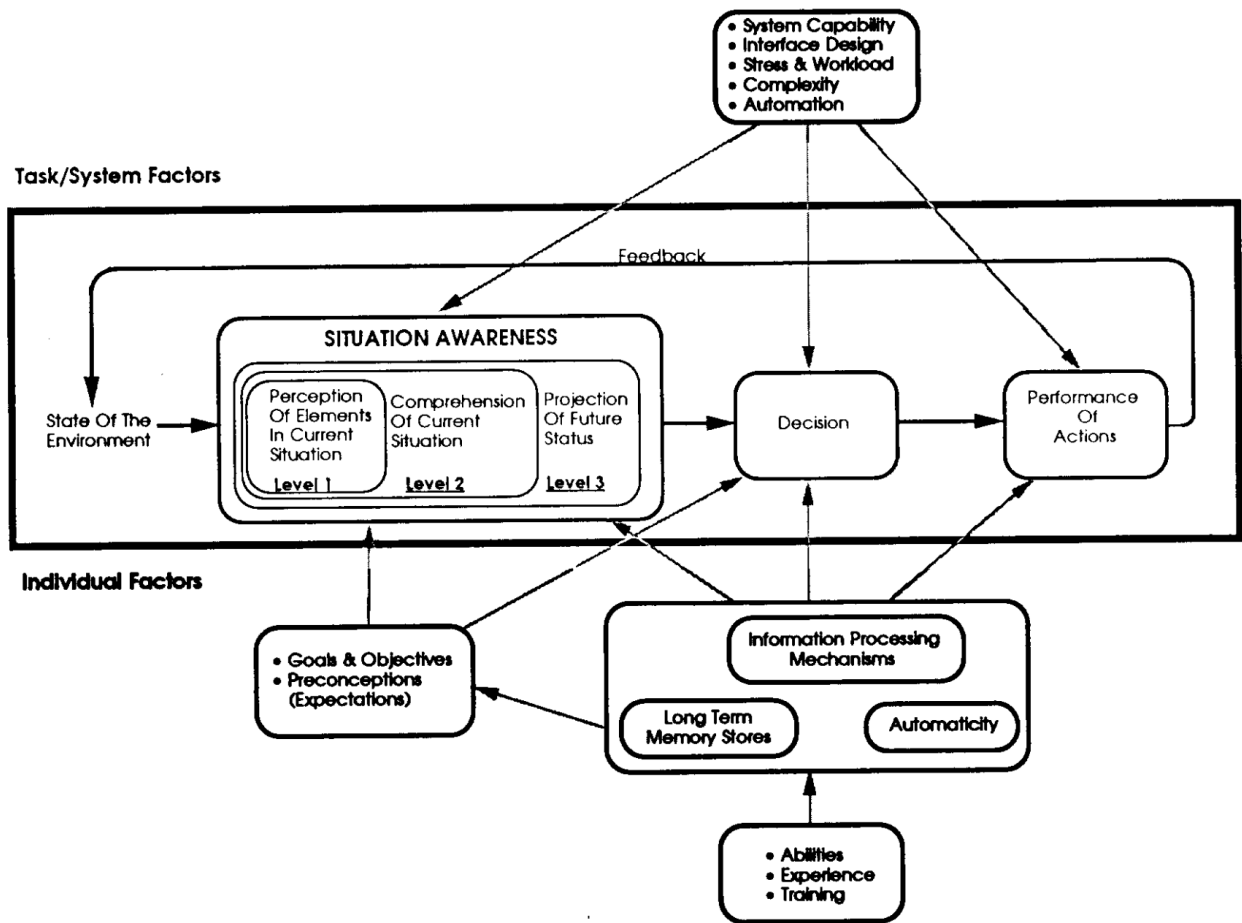 • System Capability
• Interface Design
• Stress & Workload
• Complexity
• Automation
Task/System Factors
Feedback
SITUATION AWARENESS
Perception
Of Elements
In Current
Situation
Level 1
Comprehension
Of Current
Situation
Level 2
Projection
Of Future
Status
Level 3
State Of The
Environment
Decision
Performance
Of
Actions
Individual Factors
• Goals & Objectives
• Preconceptions
(Expectations)
Information Processing
Mechanisms
Long Term
Memory Stores
Automaticity
• Abilities
• Experience
• Training